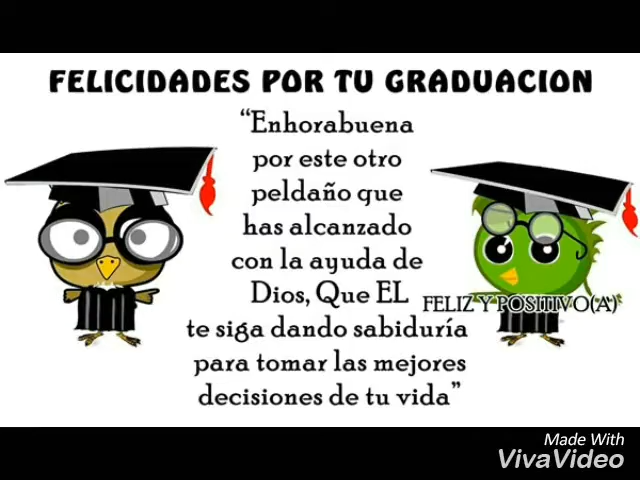 FELICIDADES POR TU GRADUACION
“Enhorabuena
por este otro
peldaño que
has alcanzado
con la ayuda de
Dios, Que EL
FELIZ Y POSITIVO(A)
te siga dando sabiduría
para tomar las mejores
decisiones de tu vida”
Made With
VivaVideo